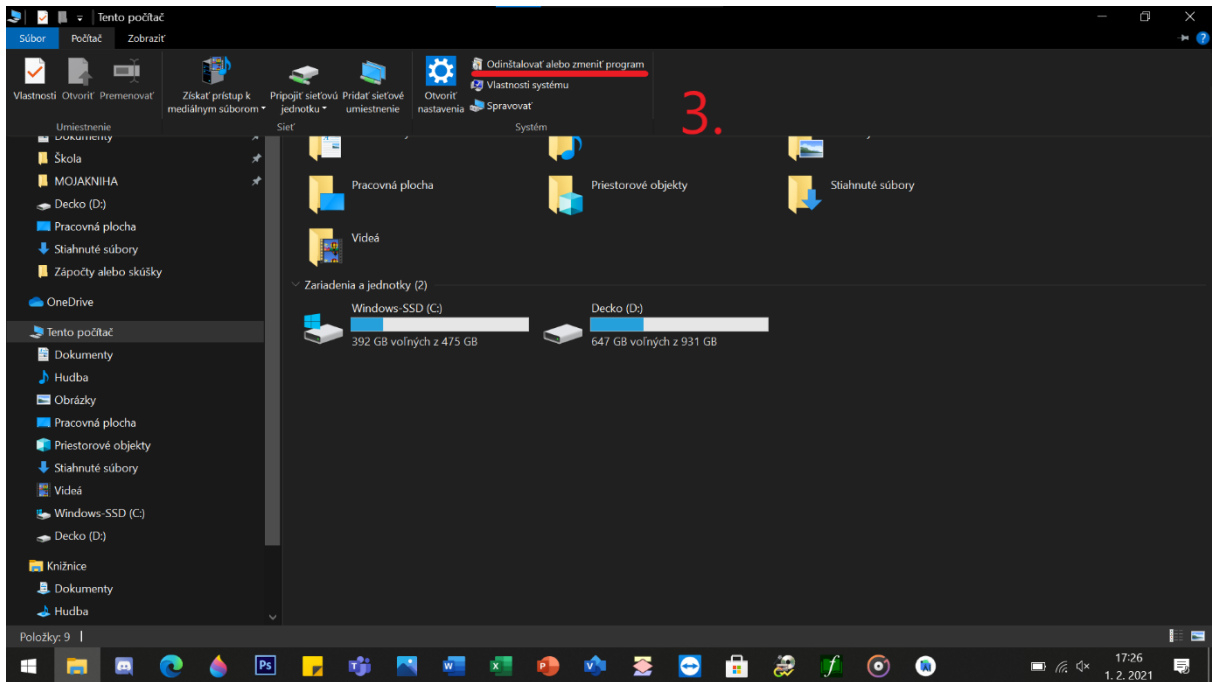 Tento počítač
Súbor Počítač Zobraziť
Vlastnosti Otvoriť Premenovať
Získať prístup k mediálnym súborom
Pripojiť sieťovú jednotku
Pridať sieťové umiestnenie
Otvoriť nastavenia
Odinštalovať alebo zmeniť program
Vlastnosti systému
Spravovať
Umiestnenie Sieť Systém
3.
Dokumenty
Škola
MOJAKNIHA
Decko (D:)
Pracovná plocha
Stiahnuté súbory
Zápočty alebo skúšky
OneDrive
Tento počítač
Dokumenty
Hudba
Obrázky
Pracovná plocha
Priestorové objekty
Stiahnuté súbory
Videá
Windows-SSD (C:)
Decko (D:)
Knižnice
Dokumenty
Hudba
Pracovná plocha Priestorové objekty Stiahnuté súbory
Videá
Zariadenia a jednotky (2)
Windows-SSD (C:)
392 GB voľných z 475 GB
Decko (D:)
647 GB voľných z 931 GB
Položky: 9
Ps
17:26
1. 2. 2021